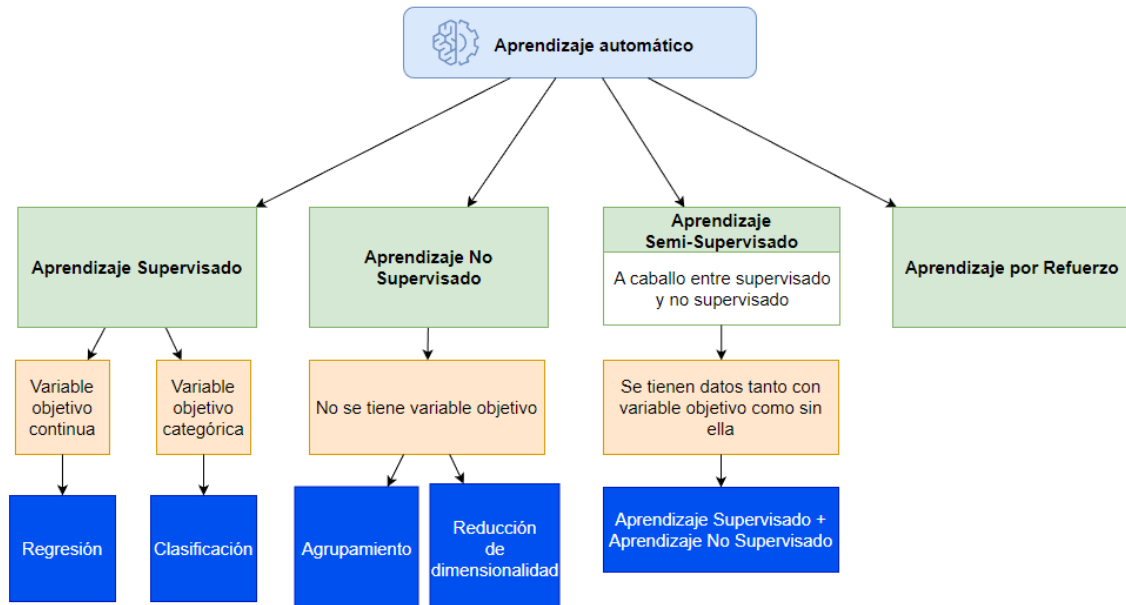 Aprendizaje automático
Aprendizaje Supervisado
Aprendizaje No
Supervisado
Aprendizaje
Semi-Supervisado
A caballo entre supervisado
y no supervisado
Aprendizaje por Refuerzo
Variable
objetivo
continua
Variable
objetivo
categórica
No se tiene variable objetivo
Se tienen datos tanto con
variable objetivo como sin
ella
Regresión
Clasificación
Agrupamiento
Reducción
de
dimensionalidad
Aprendizaje Supervisado +
Aprendizaje No Supervisado